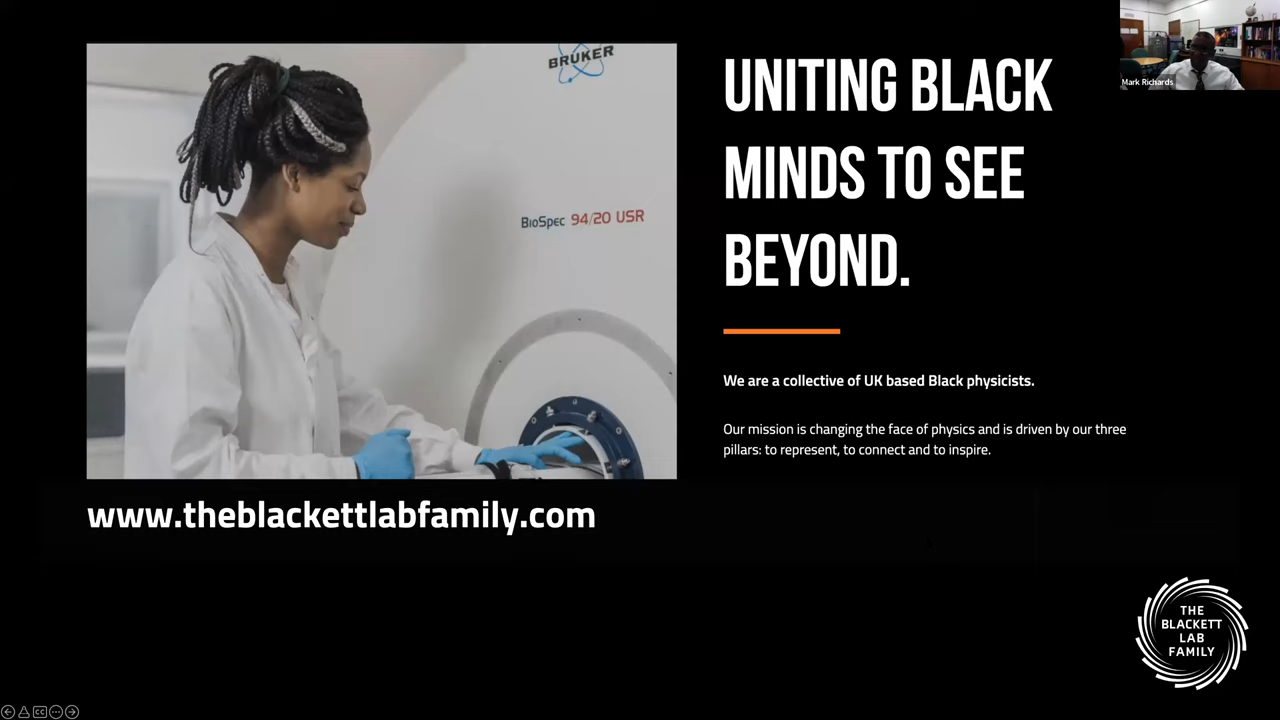 BRUKER
BIOSPEC 94/20 USR
UNITING BLACK
MINDS TO SEE
BEYOND.
We are a collective of UK based Black physicists.
Our mission is changing the face of physics and is driven by our three
pillars: to represent, to connect and to inspire.
www.theblackettlabfamily.com
THE
BLACKETT
LAB
FAMILY
Mark Richards
CC